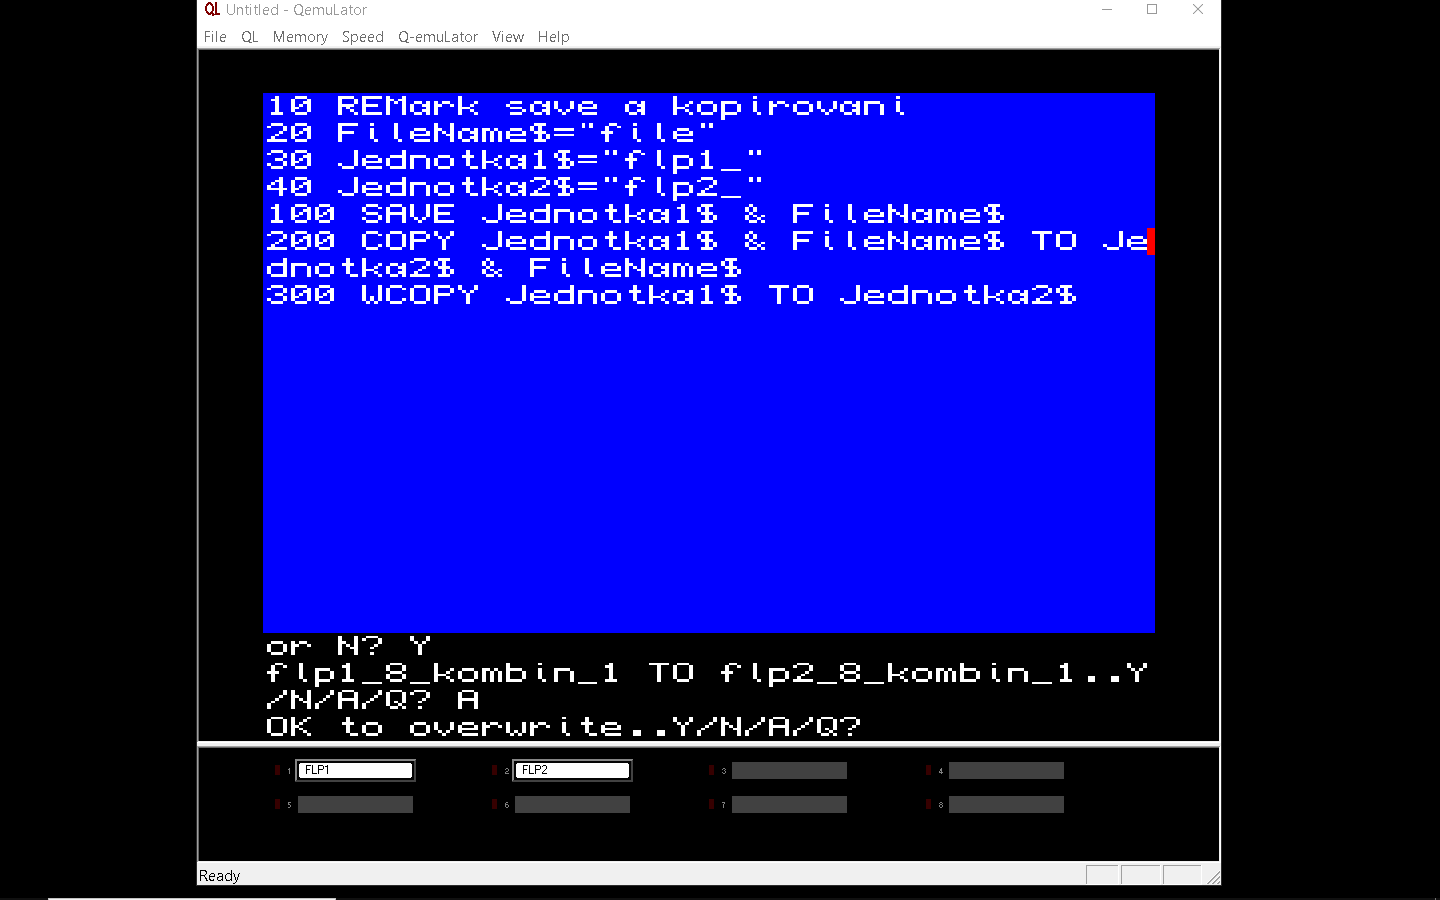 QL Untitled - QemuLator
File QL Memory Speed Q-emuLator View Help
10 REMark save a kopirovani
20 FileName$="file"
30 Jednotka1$="flp1_"
40 Jednotka2$="flp2_"
100 SAVE Jednotka1$ & FileName$
200 COPY Jednotka1$ & FileName$ TO Je
dnotka2$ & FileName$
300 WCOPY Jednotka1$ TO Jednotka2$
or N? Y
flp1_8_kombin_1 TO flp2_8_kombin_1..Y
/N/A/Q? A
OK to overwrite..Y/N/A/Q?
1 FLP1 2 FLP2 3 4
5 6 7 8
Ready